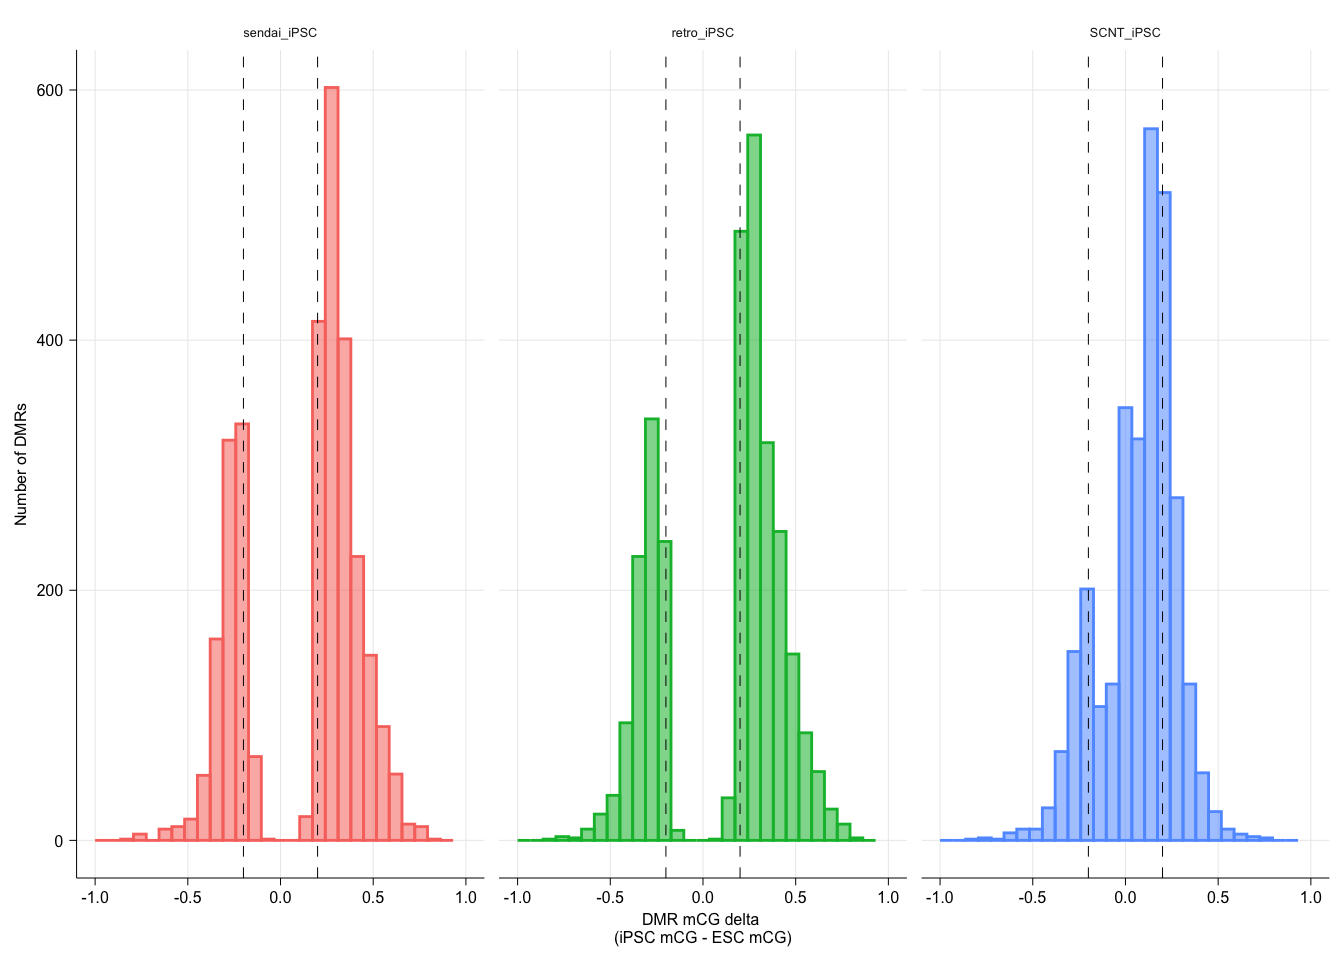 sendai_iPSC
retro_iPSC
SCNT_iPSC
Number of DMRs
600
400
200
0
-1.0 -0.5 0.0 0.5 1.0
-1.0 -0.5 0.0 0.5 1.0
-1.0 -0.5 0.0 0.5 1.0
DMR mCG delta
(iPSC mCG - ESC mCG)